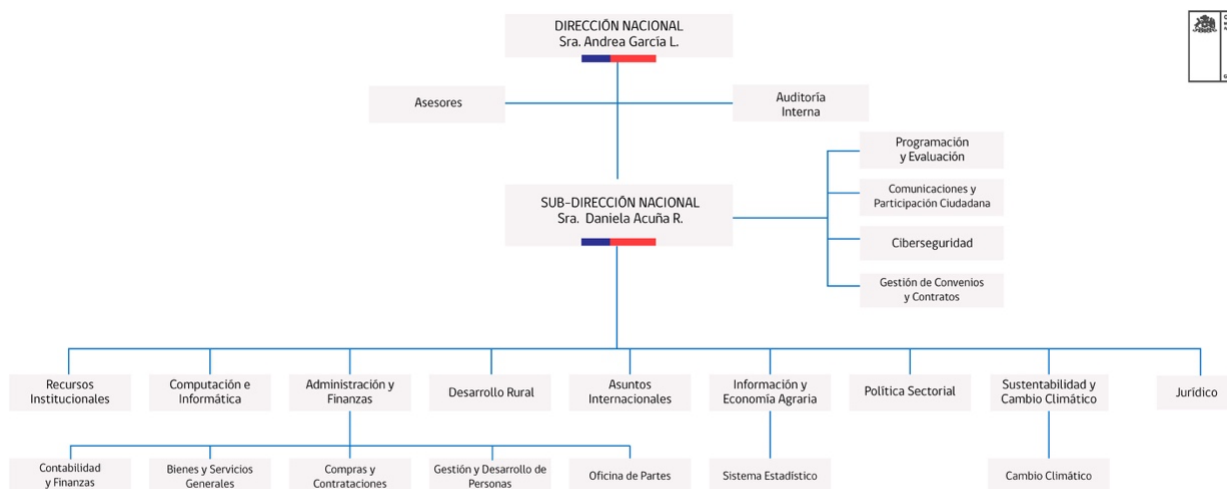 DIRECCIÓN NACIONAL
Sra. Andrea García L.
Asesores
Auditoría
Interna
Programación
y Evaluación
Comunicaciones y
Participación Ciudadana
SUB-DIRECCIÓN NACIONAL
Sra. Daniela Acuña R.
Ciberseguridad
Gestión de Convenios
y Contratos
Recursos
Institucionales
Computación e
Informática
Administración y
Finanzas
Desarrollo Rural
Asuntos
Internacionales
Información y
Economía Agraria
Política Sectorial
Sustentabilidad y
Cambio Climático
Jurídico
Contabilidad
y Finanzas
Bienes y Servicios
Generales
Compras y
Contrataciones
Gestión y Desarrollo de
Personas
Oficina de Partes
Sistema Estadístico
Cambio Climático